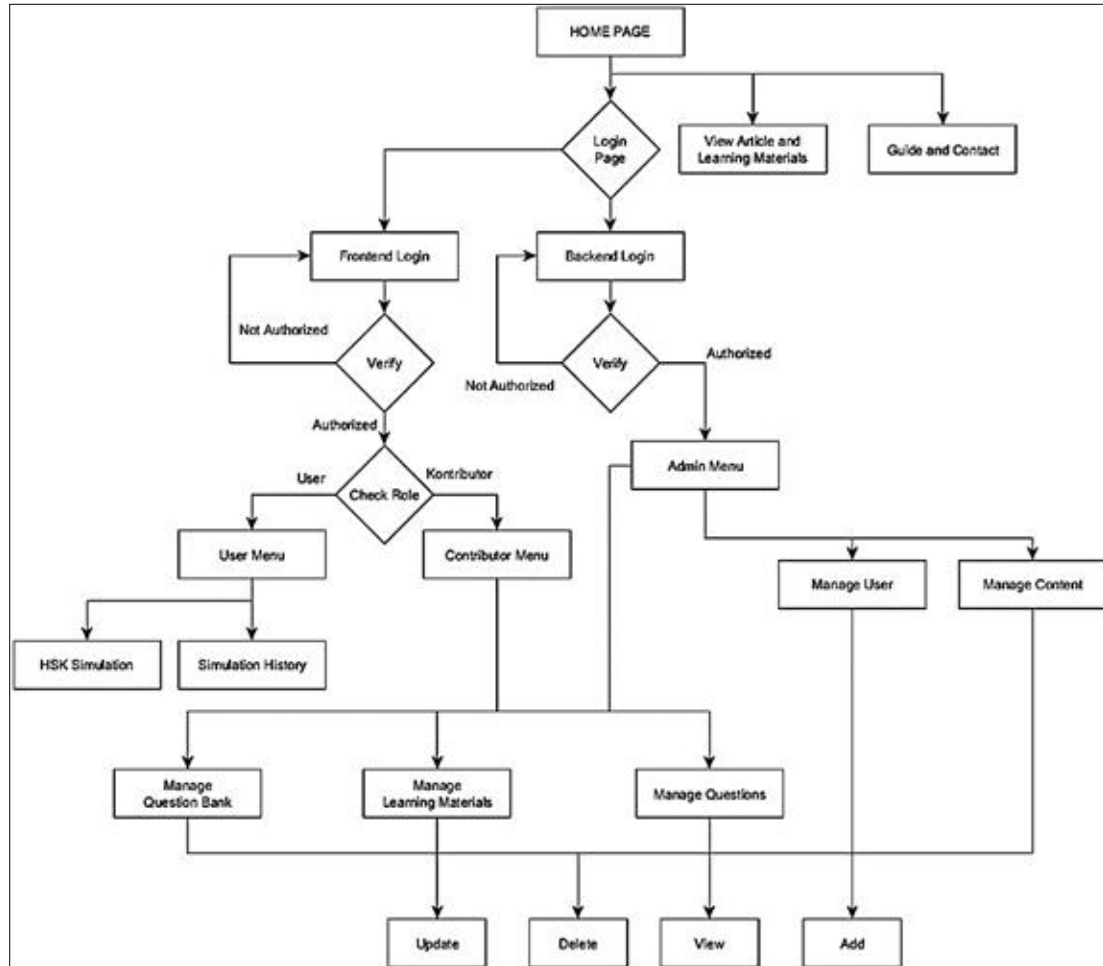 HOME PAGE
Login
Page
View Article and
Learning Materials
Guide and Contact
Frontend Login
Backend Login
Not Authorized
Verify
Verify
Authorized
Not Authorized
Authorized
User
Kontributor
Check Role
Admin Menu
User Menu
Contributor Menu
Manage User
Manage Content
HSK Simulation
Simulation History
Manage
Question Bank
Manage
Learning Materials
Manage Questions
Update
Delete
View
Add